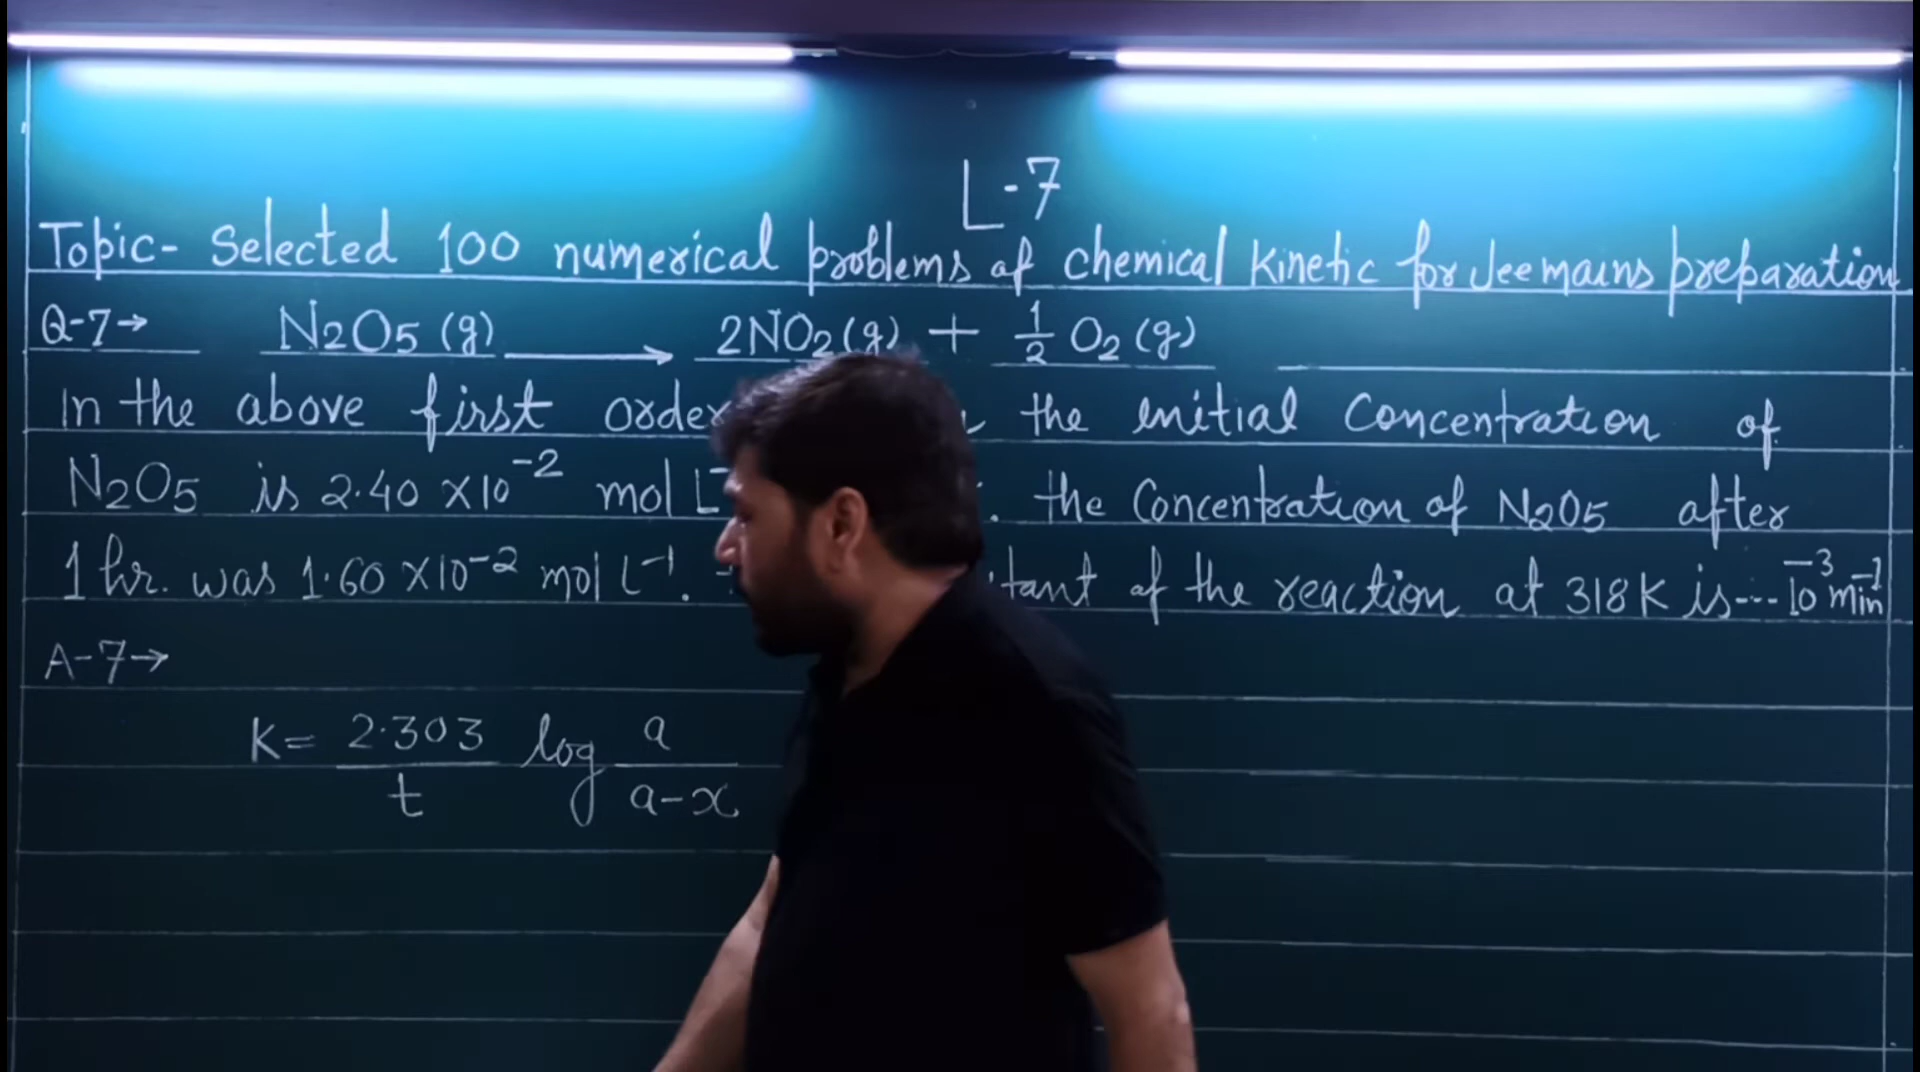 L-7
Topic- Selected 100 numerical problems of chemical Kinetic for Jee mains preparation
Q-7→ N2O5 (g) ⟶ 2NO2 (g) + 1/2 O2 (g)
In the above first order the initial Concentration of
N2O5 is 2.40 ×10⁻² mol L⁻ . the Concentration of N2O5 after
1 hr. was 1.60 ×10⁻² mol L⁻¹. of the reaction at 318K is--- 10⁻³ min⁻¹
A-7→
K= 2.303/t log a/a-x